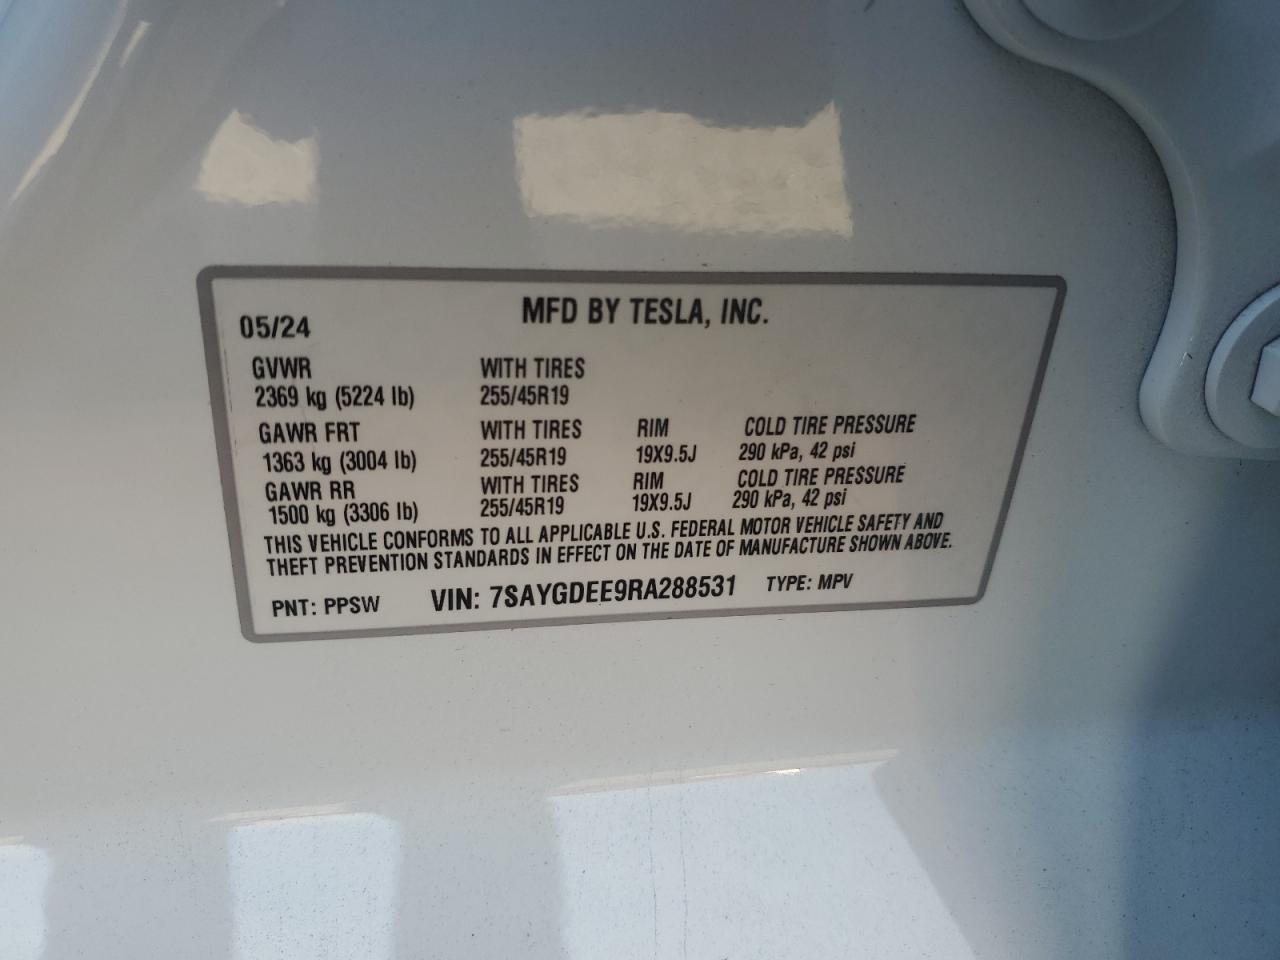 MFD BY TESLA, INC.
05/24
GVWR WITH TIRES
2369 kg (5224 lb) 255/45R19
GAWR FRT WITH TIRES RIM COLD TIRE PRESSURE
1363 kg (3004 lb) 255/45R19 19X9.5J 290 kPa, 42 psi
GAWR RR WITH TIRES RIM COLD TIRE PRESSURE
1500 kg (3306 lb) 255/45R19 19X9.5J 290 kPa, 42 psi
THIS VEHICLE CONFORMS TO ALL APPLICABLE U.S. FEDERAL MOTOR VEHICLE SAFETY AND
THEFT PREVENTION STANDARDS IN EFFECT ON THE DATE OF MANUFACTURE SHOWN ABOVE.
PNT: PPSW VIN: 7SAYGDEE9RA288531 TYPE: MPV